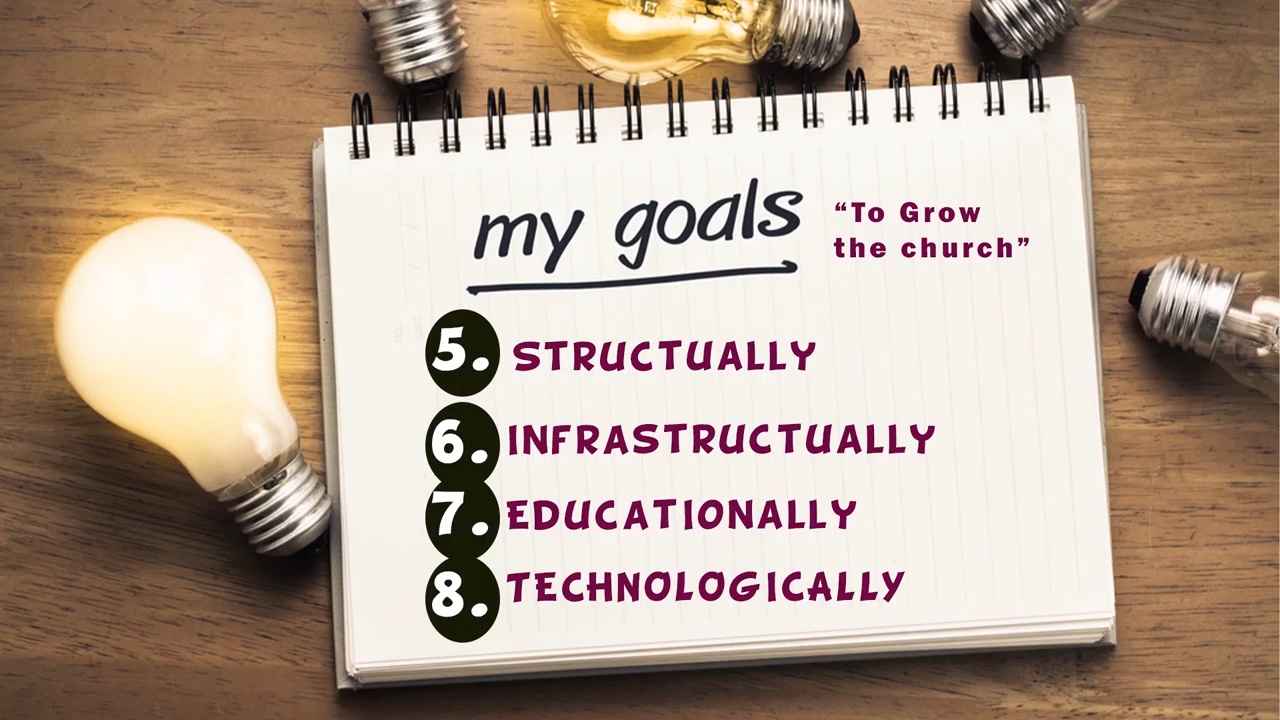 my goals
“To Grow
the church”
5. STRUCTUALLY
6. INFRASTRUCTUALLY
7. EDUCATIONALLY
8. TECHNOLOGICALLY